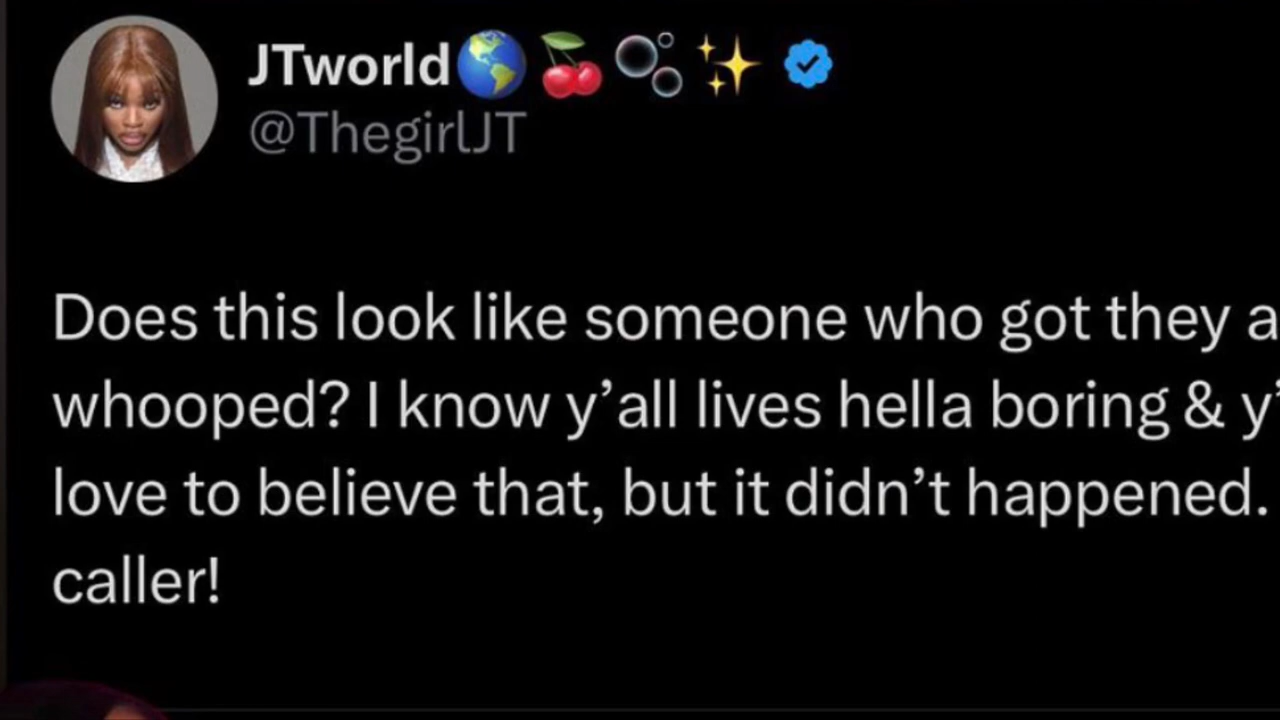 JTworld🌎🍒🫧✨
@ThegirlJT
Does this look like someone who got they a
whooped? I know y’all lives hella boring & y’
love to believe that, but it didn’t happened.
caller!